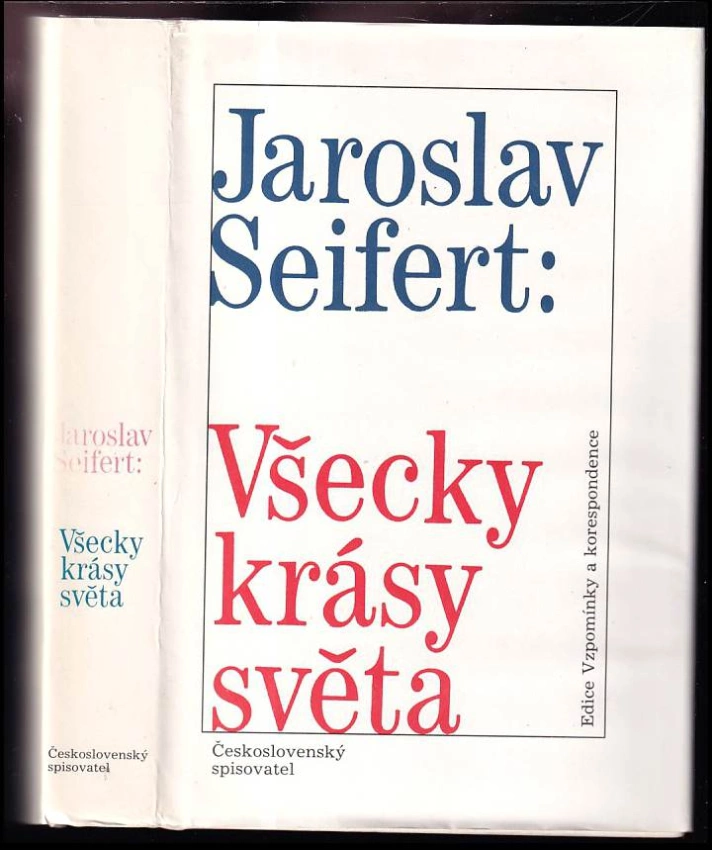 Jaroslav
Seifert:
Všecky
krásy
světa
Československý
spisovatel
Jaroslav
Seifert:
Všecky
krásy
světa
Edice Vzpomínky a korespondence
Československý
spisovatel